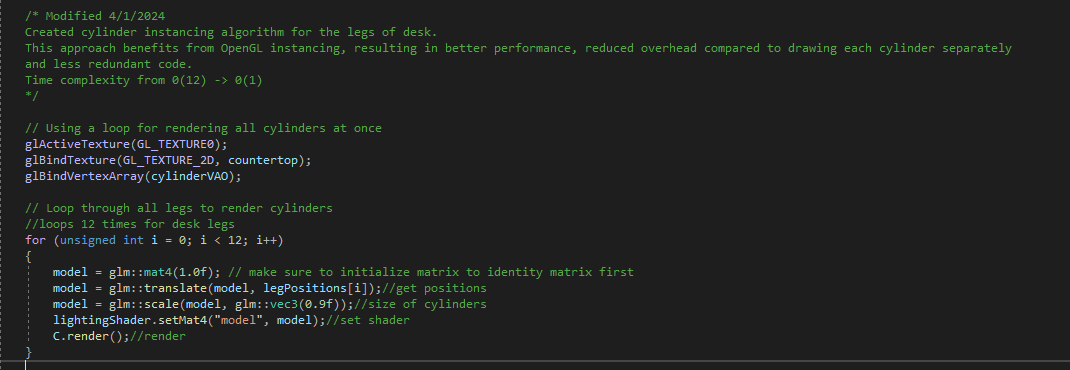 /* Modified 4/1/2024
Created cylinder instancing algorithm for the legs of desk.
This approach benefits from OpenGL instancing, resulting in better performance, reduced overhead compared to drawing each cylinder separately
and less redundant code.
Time complexity from 0(12) -> 0(1)
*/
// Using a loop for rendering all cylinders at once
glActiveTexture(GL_TEXTURE0);
glBindTexture(GL_TEXTURE_2D, countertop);
glBindVertexArray(cylinderVAO);
// Loop through all legs to render cylinders
//loops 12 times for desk legs
for (unsigned int i = 0; i < 12; i++)
{
model = glm::mat4(1.0f); // make sure to initialize matrix to identity matrix first
model = glm::translate(model, legPositions[i]);//get positions
model = glm::scale(model, glm::vec3(0.9f));//size of cylinders
lightingShader.setMat4("model", model);//set shader
C.render();//render
}